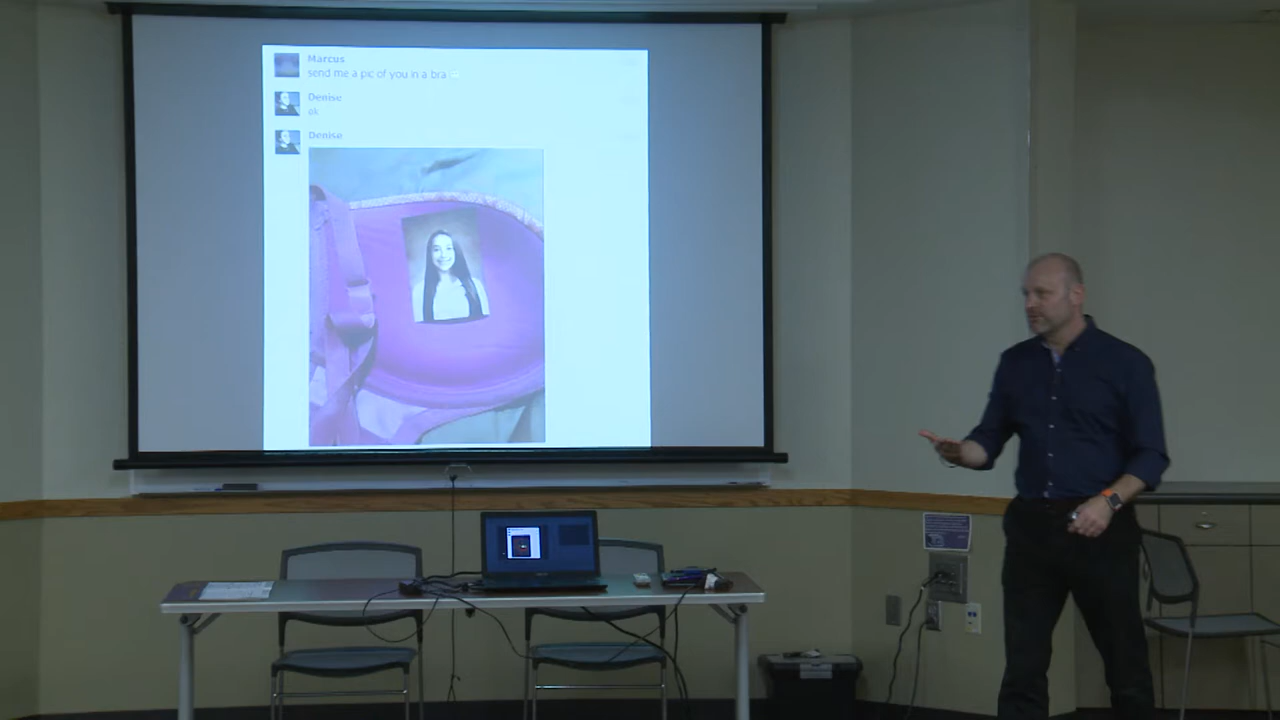 Marcus
send me a pic of you in a bra
Denise
ok
Denise